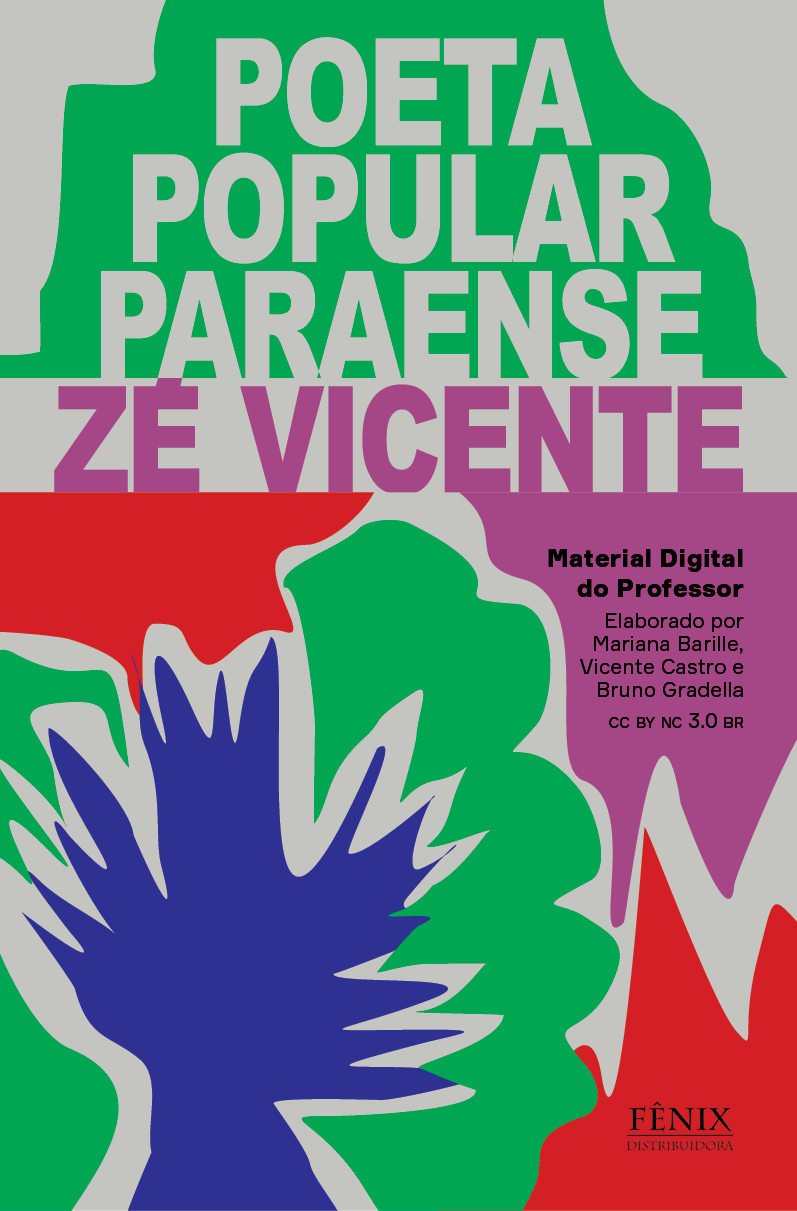 POETA
POPULAR
PARAENSE
ZÉ VICENTE
Material Digital
do Professor
Elaborado por
Mariana Barille,
Vicente Castro e
Bruno Gradella
CC BY NC 3.0 BR
FÊNIX
DISTRIBUIDORA